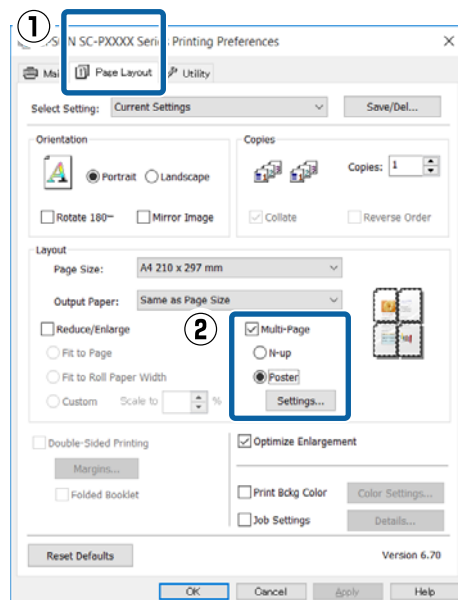 ①
SC-PXXXX Series Printing Preferences
Page Layout Utility
Select Setting: Current Settings Save/Del...
Orientation Copies
Portrait Landscape Copies: 1
Rotate 180° Mirror Image Collate Reverse Order
Layout
Page Size: A4 210 x 297 mm
Output Paper: Same as Page Size
Reduce/Enlarge ② Multi-Page
Fit to Page N-up
Fit to Roll Paper Width Poster
Custom Scale to % Settings...
Double-Sided Printing Optimize Enlargement
Margins...
Folded Booklet Print Bckg Color Color Settings...
Job Settings Details...
Reset Defaults Version 6.70
OK Cancel Apply Help